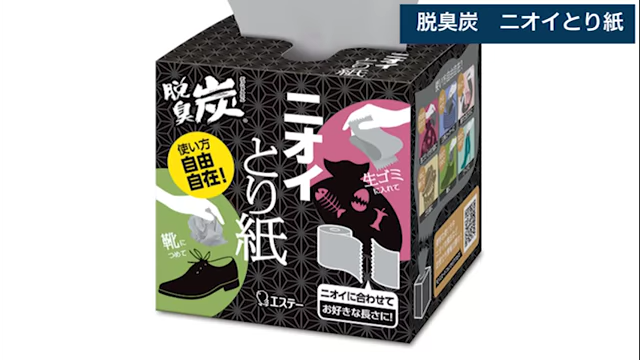 脱臭炭 ニオイとり紙
脱臭炭
ニオイ
とり紙
使い方
自由
自在!
生ゴミ
に入れて
靴に
つめて
エステー
ニオイに合わせて
お好きな長さに!